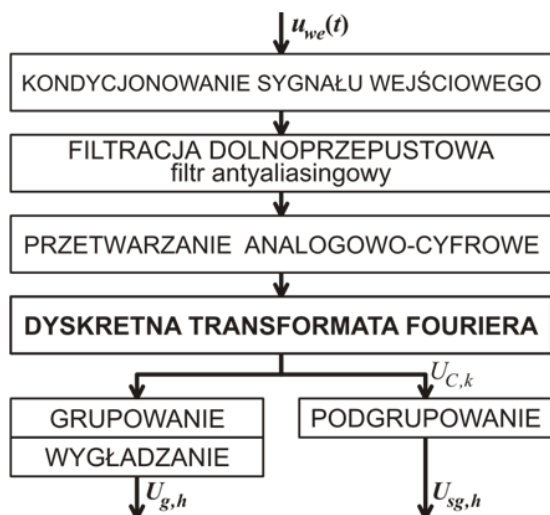 u_we(t)
KONDYCJONOWANIE SYGNAŁU WEJŚCIOWEGO
FILTRACJA DOLNOPRZEPUSTOWA
filtr antyaliasingowy
PRZETWARZANIE ANALOGOWO-CYFROWE
DYSKRETNA TRANSFORMATA FOURIERA
U_C,k
GRUPOWANIE
PODGRUPOWANIE
WYGŁADZANIE
U_g,h
U_sg,h